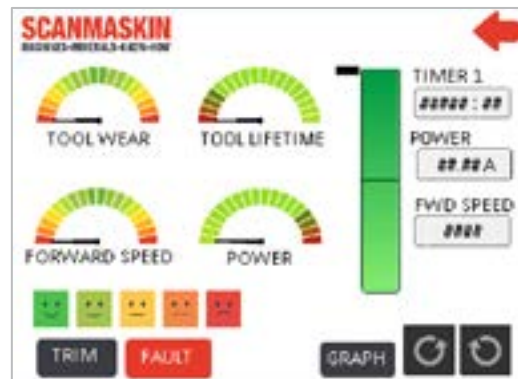 SCANMASKIN
TIMER 1
#####:##
TOOL WEAR
TOOL LIFETIME
POWER
##.##A
FWD SPEED
####
FORWARD SPEED
POWER
TRIM
FAULT
GRAPH